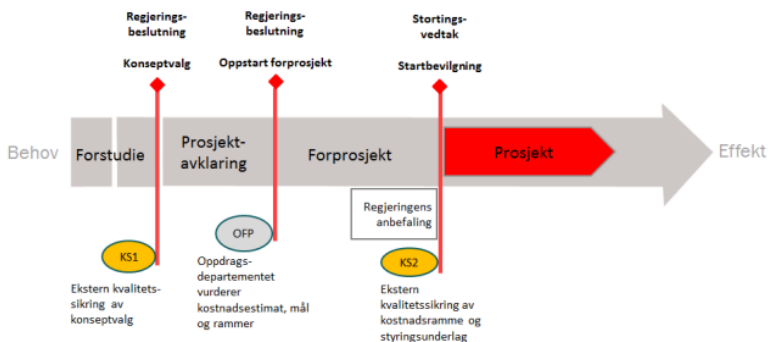 Regjerings-
beslutning
Konseptvalg
Regjerings-
beslutning
Oppstart forprosjekt
Stortings-
vedtak
Startbevilgning
Behov
Forstudie
Prosjekt-
avklaring
Forprosjekt
Prosjekt
Effekt
Regjeringens
anbefaling
KS1
Ekstern kvalitets-
sikring av
konseptvalg
OFP
Oppdrags-
departementet
vurderer
kostnadsestimat, mål
og rammer
KS2
Ekstern
kvalitetssikring av
kostnadsramme og
styringsunderlag